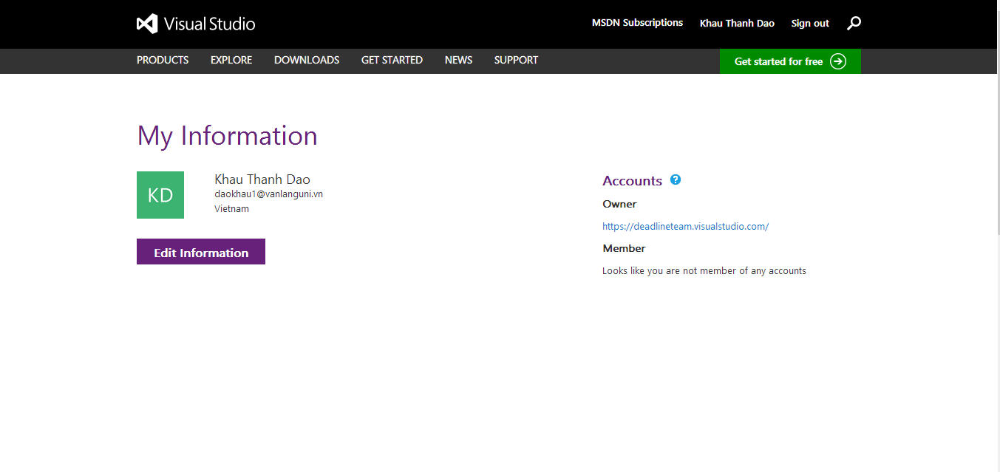 Visual Studio
MSDN Subscriptions Khau Thanh Dao Sign out
PRODUCTS EXPLORE DOWNLOADS GET STARTED NEWS SUPPORT
Get started for free
My Information
KD
Khau Thanh Dao
daokhau1@vanlanguni.vn
Vietnam
Edit Information
Accounts ?
Owner
https://deadlineteam.visualstudio.com/
Member
Looks like you are not member of any accounts